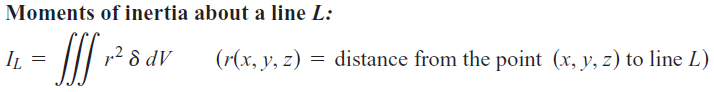 Moments of inertia about a line L:
I_L = ∭ r² δ dV (r(x, y, z) = distance from the point (x, y, z) to line L)